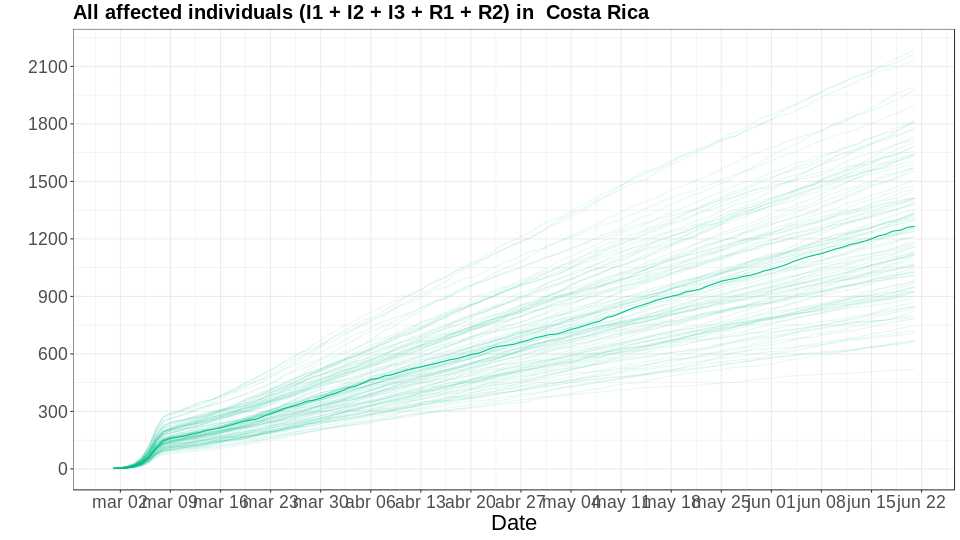 All affected individuals (I1 + I2 + I3 + R1 + R2) in  Costa Rica
2100
1800
1500
1200
900
600
300
0
mar 02 mar 09 mar 16 mar 23 mar 30 abr 06 abr 13 abr 20 abr 27 may 04 may 11 may 18 may 25 jun 01 jun 08 jun 15 jun 22
Date